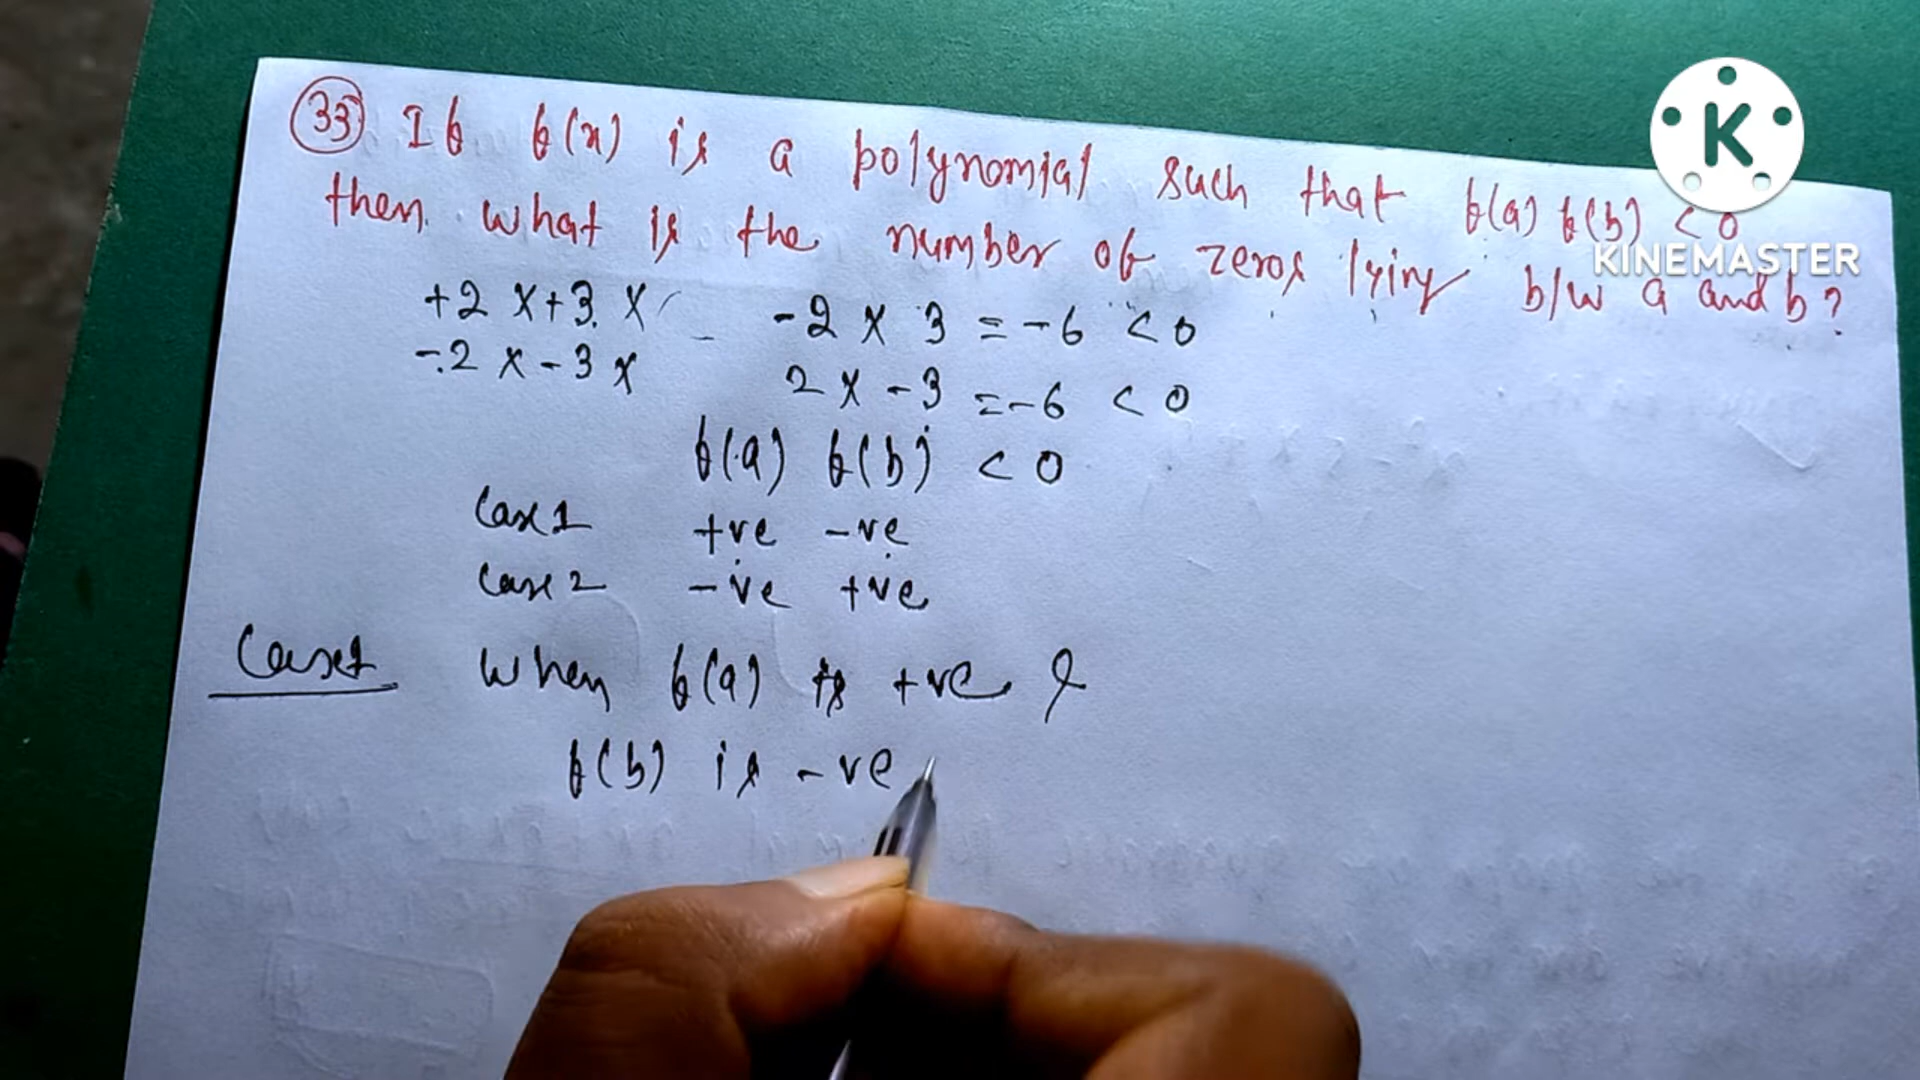 33 If f(x) is a polynomial such that f(a) f(b) < 0
then what is the number of zeros lying b/w a and b?
+2 x +3 x
-2 x 3 = -6 < 0
-2 x -3 x
2 x -3 = -6 < 0
f(a) f(b) < 0
Case 1 +ve -ve
Case 2 -ve +ve
Case 1 When f(a) is +ve &
f(b) is -ve
K
KINEMASTER